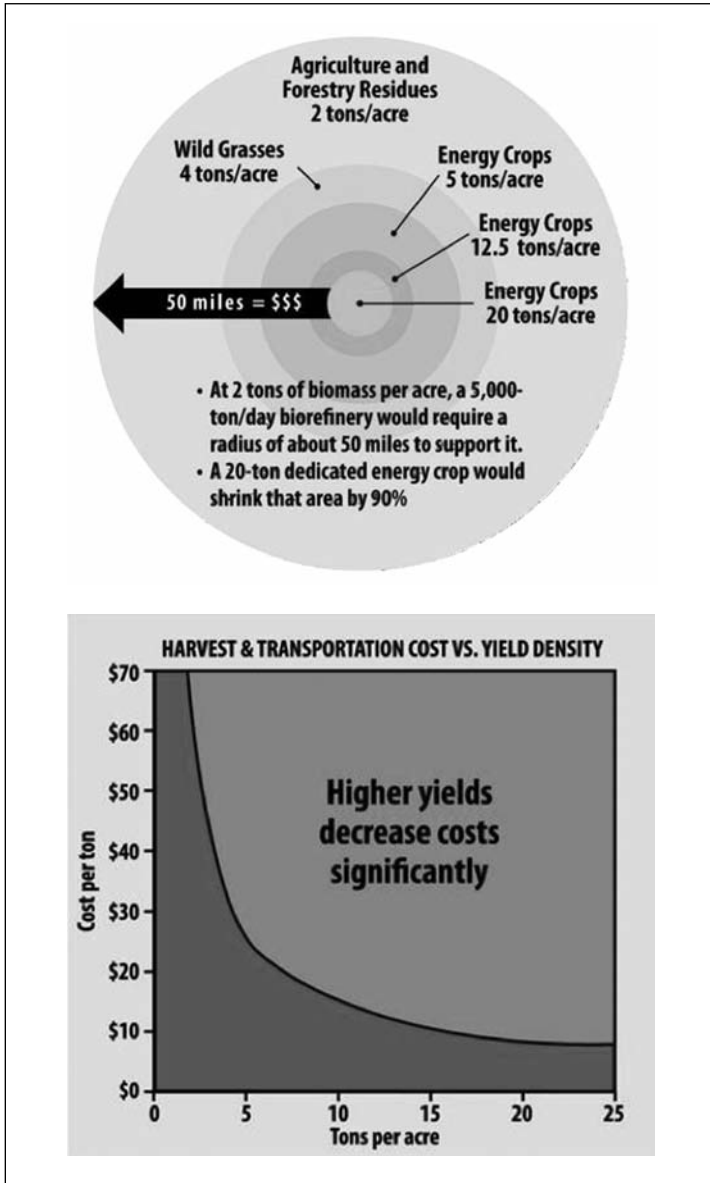 Agriculture and
Forestry Residues
2 tons/acre
Wild Grasses
4 tons/acre
Energy Crops
5 tons/acre
Energy Crops
12.5 tons/acre
Energy Crops
20 tons/acre
50 miles = $$$
• At 2 tons of biomass per acre, a 5,000-
ton/day biorefinery would require a
radius of about 50 miles to support it.
• A 20-ton dedicated energy crop would
shrink that area by 90%
HARVEST & TRANSPORTATION COST VS. YIELD DENSITY
$70
$60
$50
$40
$30
$20
$10
$0
Cost per ton
Higher yields
decrease costs
significantly
0 5 10 15 20 25
Tons per acre